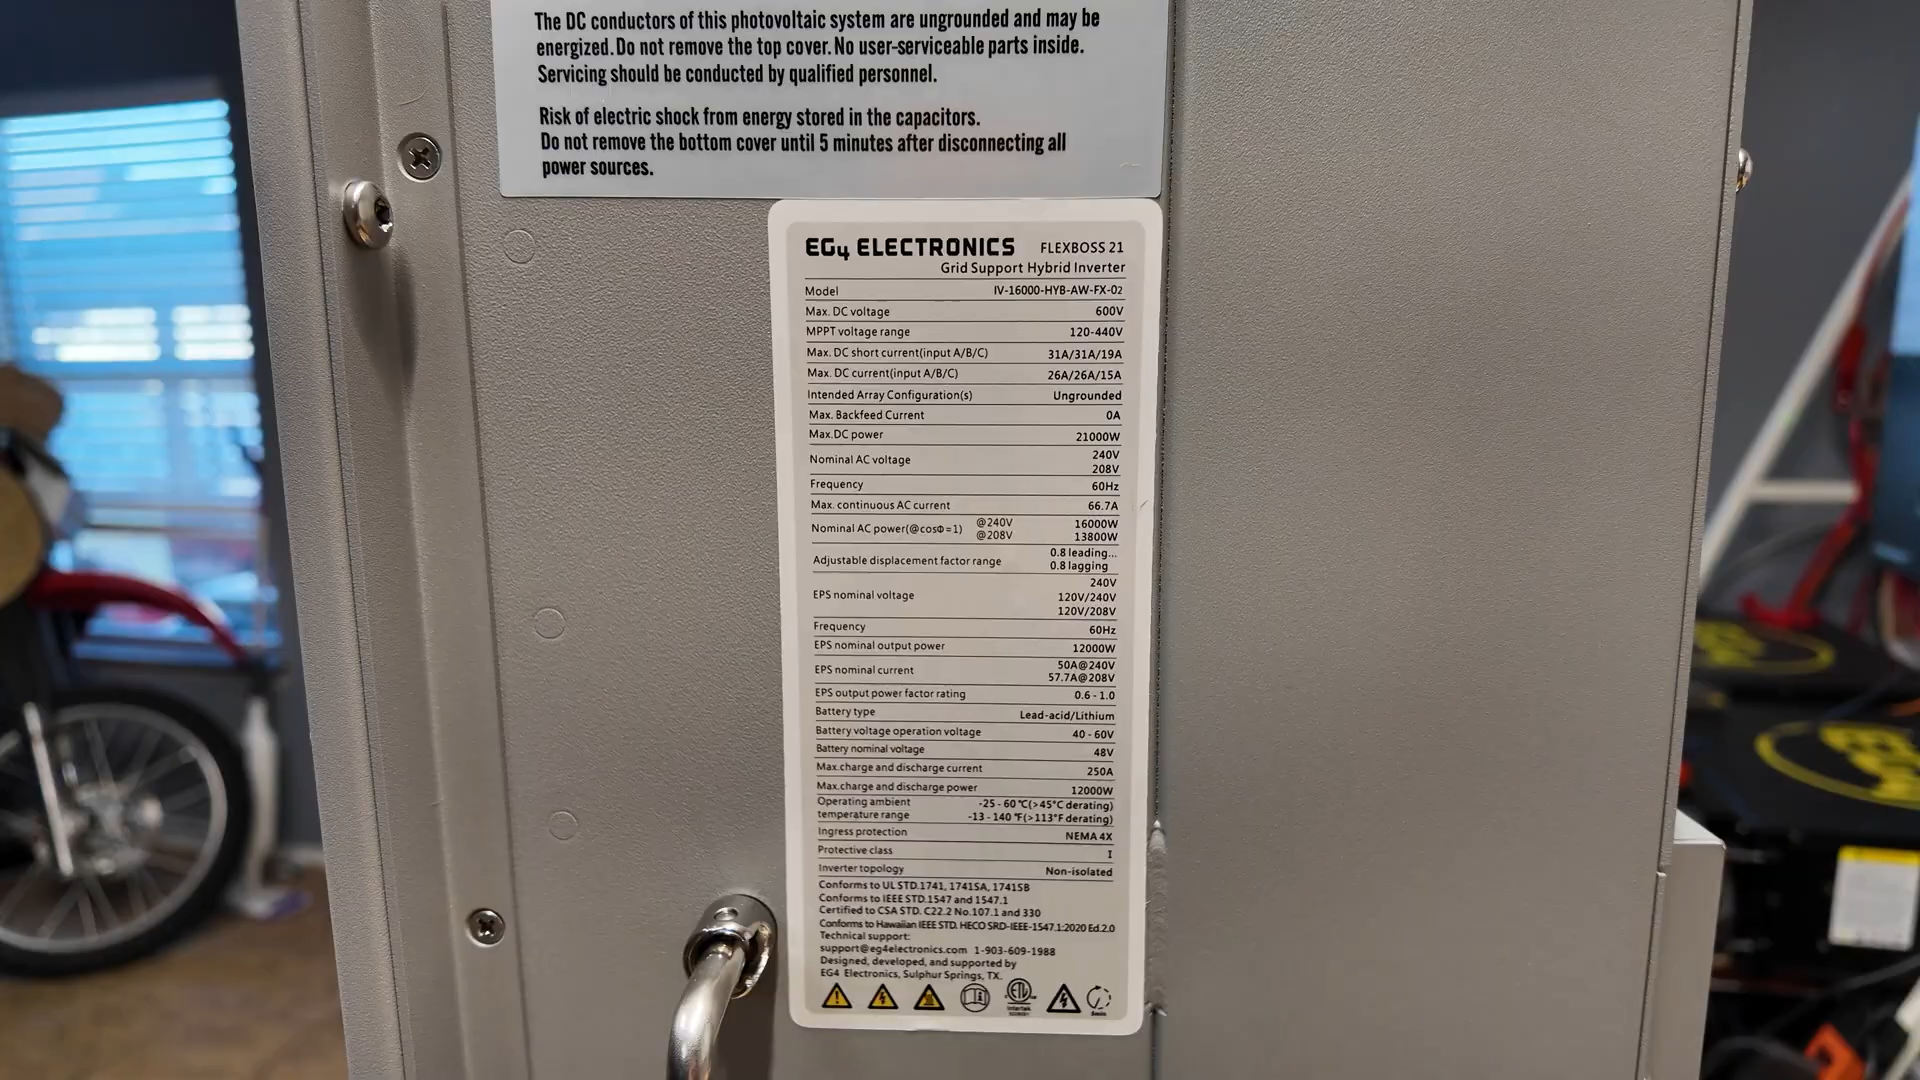 The DC conductors of this photovoltaic system are ungrounded and may be
energized. Do not remove the top cover. No user-serviceable parts inside.
Servicing should be conducted by qualified personnel.
Risk of electric shock from energy stored in the capacitors.
Do not remove the bottom cover until 5 minutes after disconnecting all
power sources.
EG4 ELECTRONICS FLEXBOSS 21
Grid Support Hybrid Inverter
Model IV-16000-HYB-AW-FX-02
Max. DC voltage 600V
MPPT voltage range 120-440V
Max. DC short current(input A/B/C) 31A/31A/19A
Max. DC current(input A/B/C) 26A/26A/15A
Intended Array Configuration(s) Ungrounded
Max. Backfeed Current 0A
Max.DC power 21000W
Nominal AC voltage 240V
208V
Frequency 60Hz
Max. continuous AC current 66.7A
Nominal AC power(@cosΦ=1) @240V 16000W
@208V 13800W
Adjustable displacement factor range 0.8 leading...
0.8 lagging
EPS nominal voltage 240V
120V/240V
120V/208V
Frequency 60Hz
EPS nominal output power 12000W
EPS nominal current 50A@240V
57.7A@208V
EPS output power factor rating 0.6 - 1.0
Battery type Lead-acid/Lithium
Battery voltage operation voltage 40 - 60V
Battery nominal voltage 48V
Max.charge and discharge current 250A
Max.charge and discharge power 12000W
Operating ambient -25 - 60 °C(>45°C derating)
temperature range -13 - 140 °F(>113°F derating)
Ingress protection NEMA 4X
Protective class I
Inverter topology Non-isolated
Conforms to UL STD.1741, 1741SA, 1741SB
Conforms to IEEE STD.1547 and 1547.1
Certified to CSA STD. C22.2 No.107.1 and 330
Conforms to Hawaiian IEEE STD. HECO SRD-IEEE-1547.1:2020 Ed.2.0
Technical support:
support@eg4electronics.com 1-903-609-1988
Designed, developed, and supported by
EG4 Electronics, Sulphur Springs, TX.
ETL
Intertek
5min